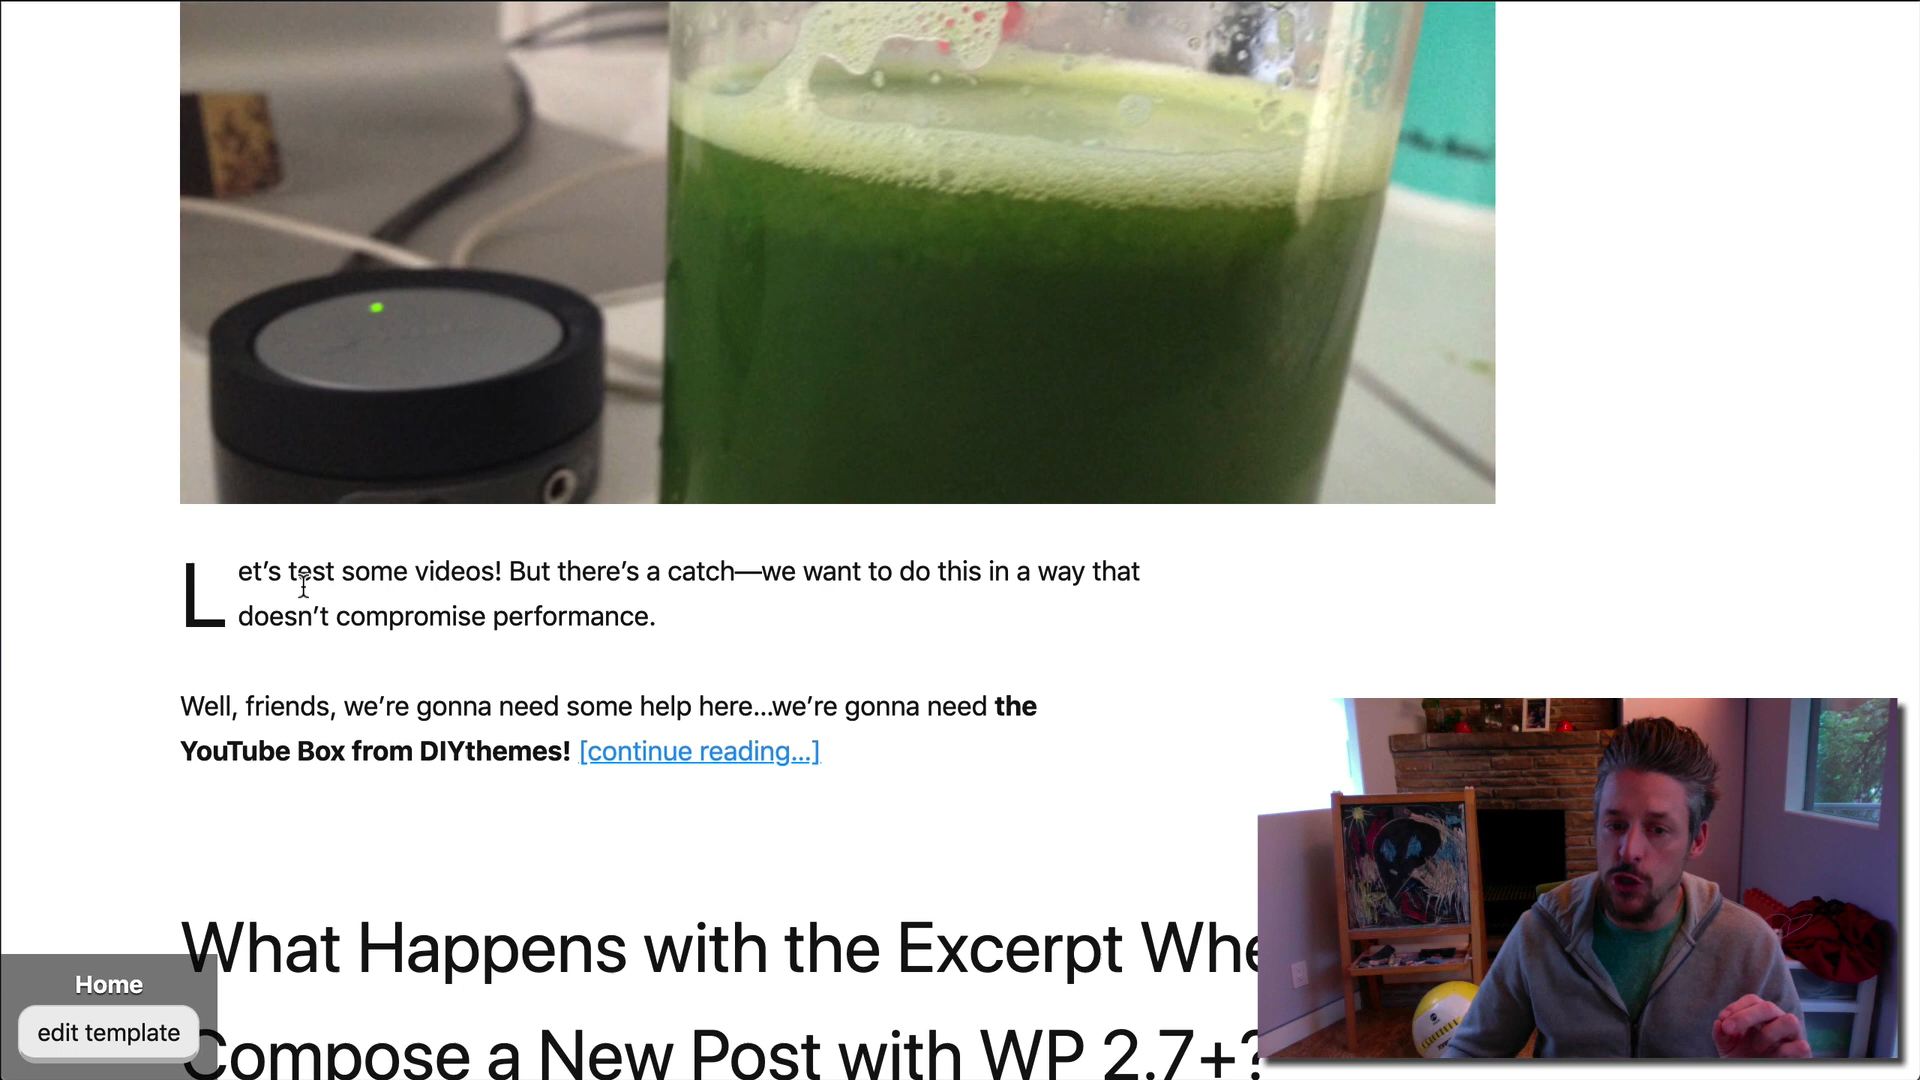 Let’s test some videos! But there’s a catch—we want to do this in a way that
doesn’t compromise performance.
Well, friends, we’re gonna need some help here…we’re gonna need the
YouTube Box from DIYthemes! [continue reading…]
What Happens with the Excerpt
Compose a New Post with WP 2.7+?
Home
edit template